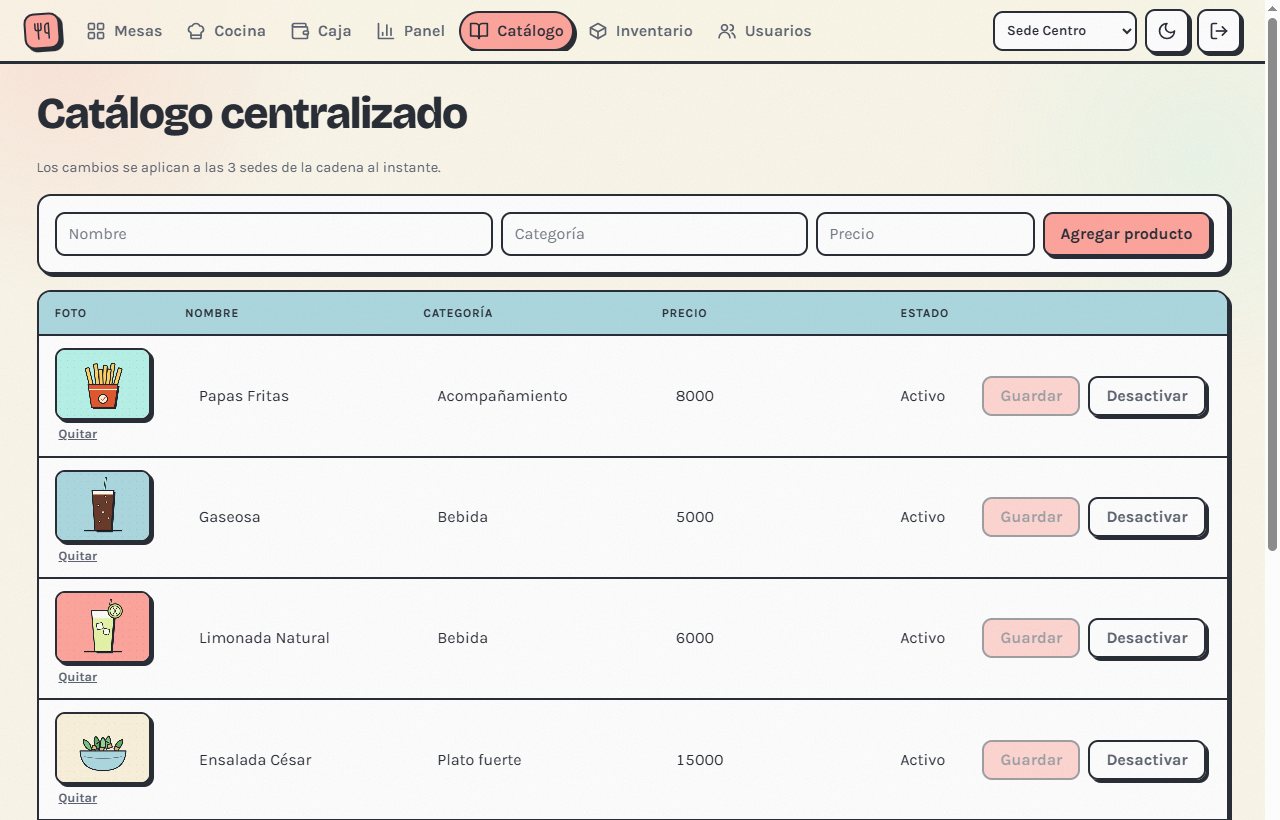 Mesas Cocina Caja Panel Catálogo Inventario Usuarios Sede Centro
Catálogo centralizado
Los cambios se aplican a las 3 sedes de la cadena al instante.
Nombre Categoría Precio Agregar producto
FOTO NOMBRE CATEGORÍA PRECIO ESTADO
Papas Fritas Acompañamiento 8000 Activo Guardar Desactivar
Quitar
Gaseosa Bebida 5000 Activo Guardar Desactivar
Quitar
Limonada Natural Bebida 6000 Activo Guardar Desactivar
Quitar
Ensalada César Plato fuerte 15000 Activo Guardar Desactivar
Quitar